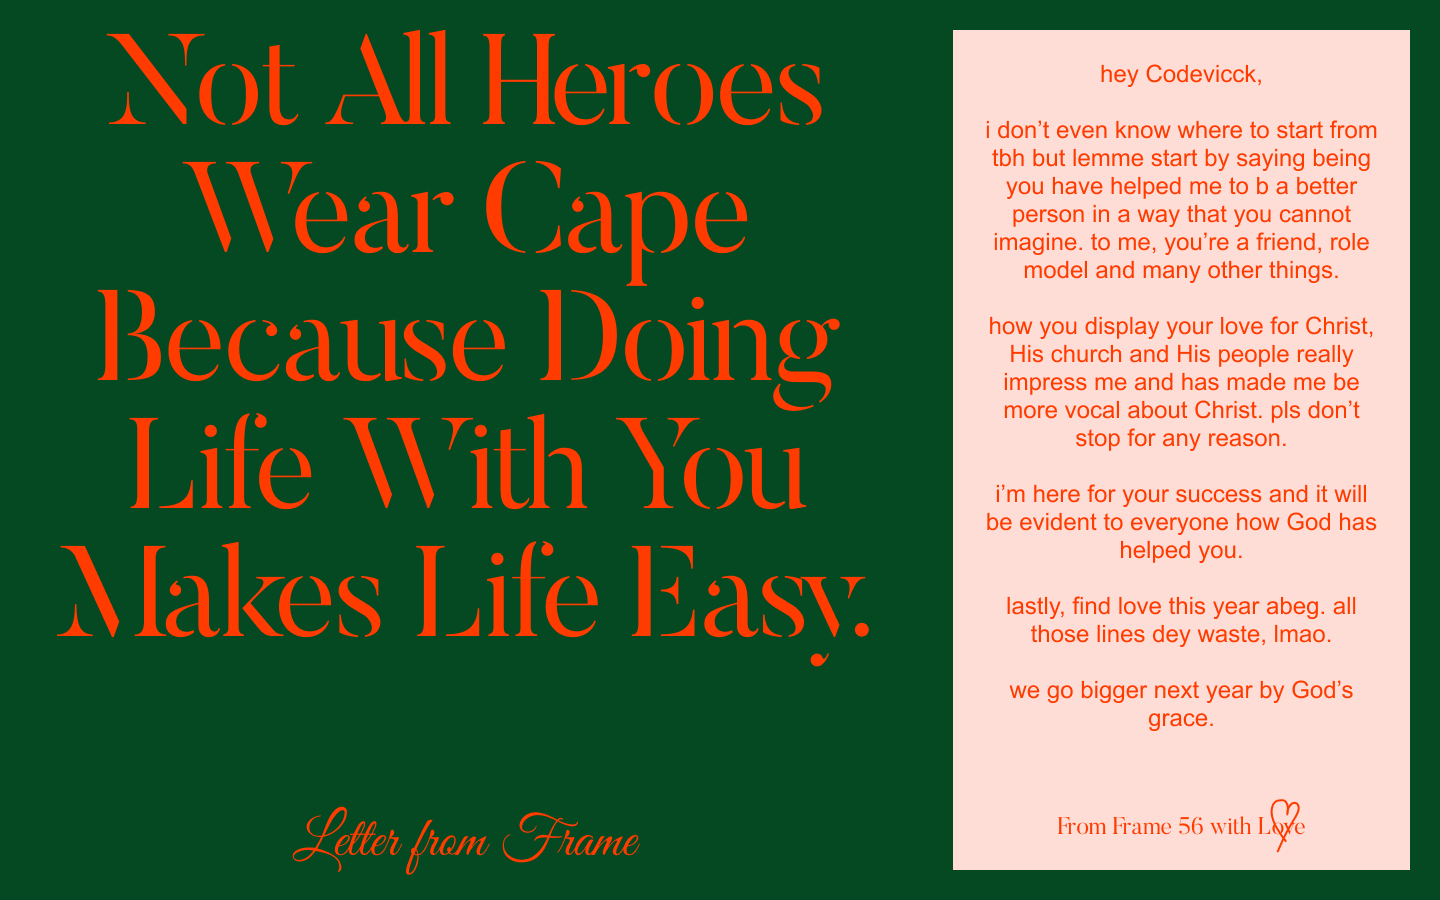 Not All Heroes
Wear Cape
Because Doing
Life With You
Makes Life Easy.
Letter from Frame
hey Codevicck,
i don’t even know where to start from
tbh but lemme start by saying being
you have helped me to b a better
person in a way that you cannot
imagine. to me, you’re a friend, role
model and many other things.
how you display your love for Christ,
His church and His people really
impress me and has made me be
more vocal about Christ. pls don’t
stop for any reason.
i’m here for your success and it will
be evident to everyone how God has
helped you.
lastly, find love this year abeg. all
those lines dey waste, lmao.
we go bigger next year by God’s
grace.
From Frame 56 with Love